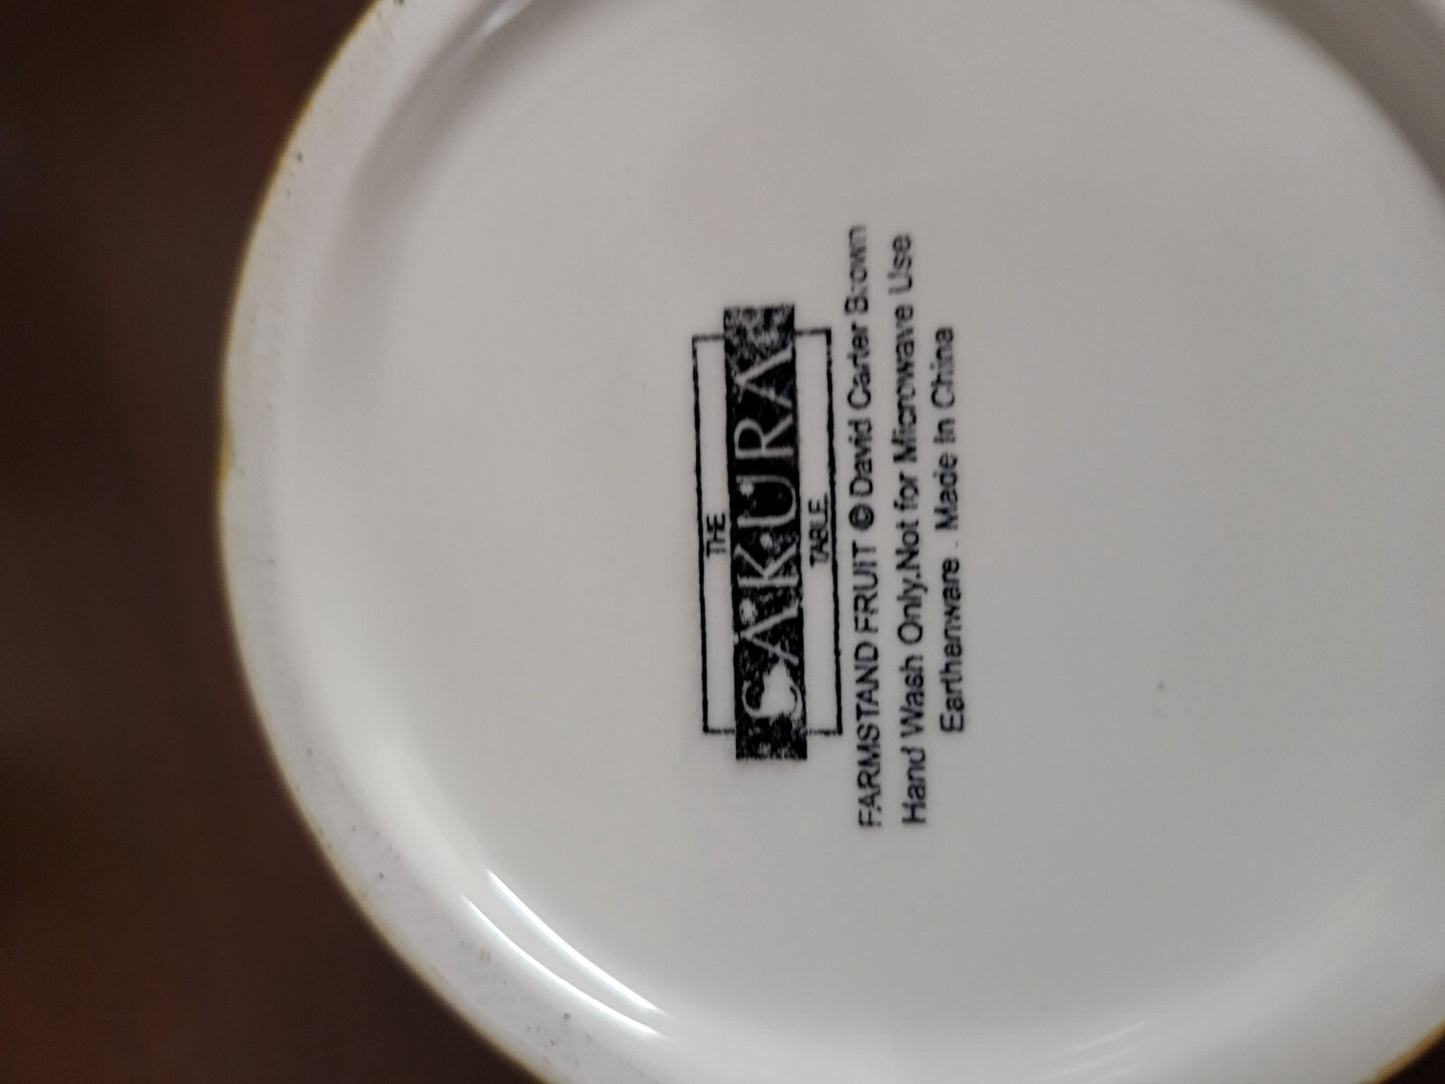 THE
SAKURA
TABLE
FARMSTAND FRUIT © David Carter Brown
Hand Wash Only.Not for Microwave Use
Earthenware . Made In China